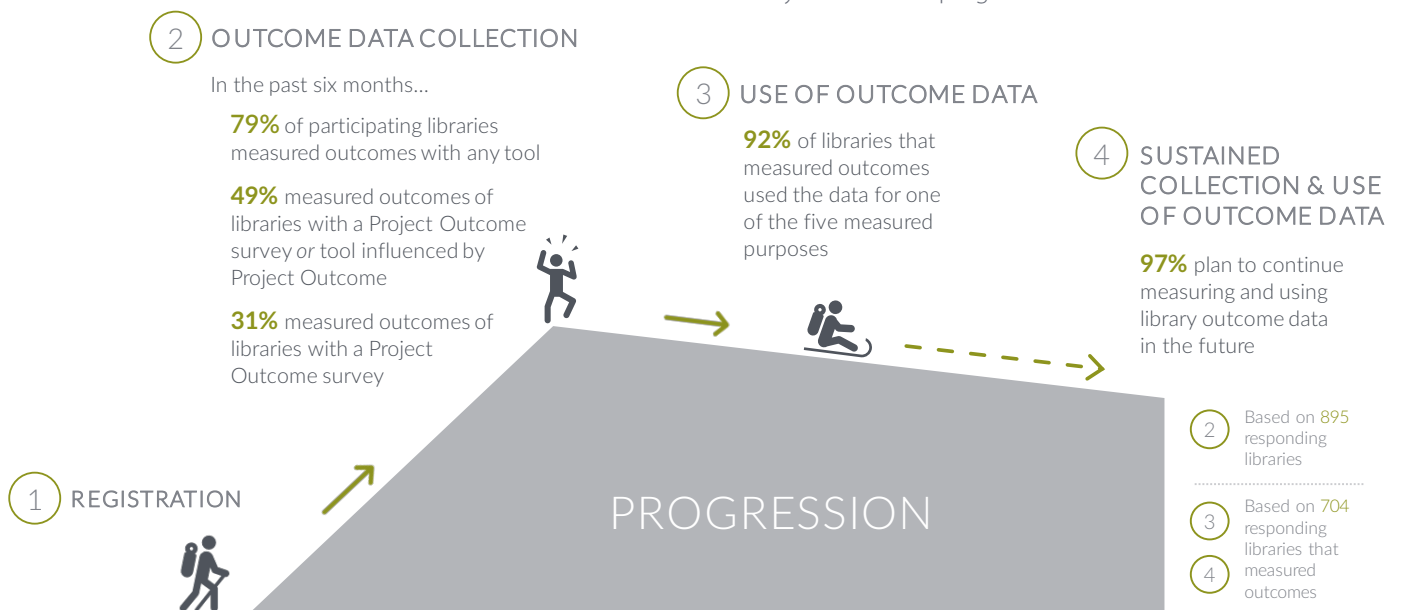 2 OUTCOME DATA COLLECTION
In the past six months...
79% of participating libraries
measured outcomes with any tool
49% measured outcomes of
libraries with a Project Outcome
survey or tool influenced by
Project Outcome
31% measured outcomes of
libraries with a Project
Outcome survey
3 USE OF OUTCOME DATA
92% of libraries that
measured outcomes
used the data for one
of the five measured
purposes
4 SUSTAINED
COLLECTION & USE
OF OUTCOME DATA
97% plan to continue
measuring and using
library outcome data
in the future
1 REGISTRATION
PROGRESSION
2 Based on 895
responding
libraries
3 Based on 704
responding
libraries that
4 measured
outcomes